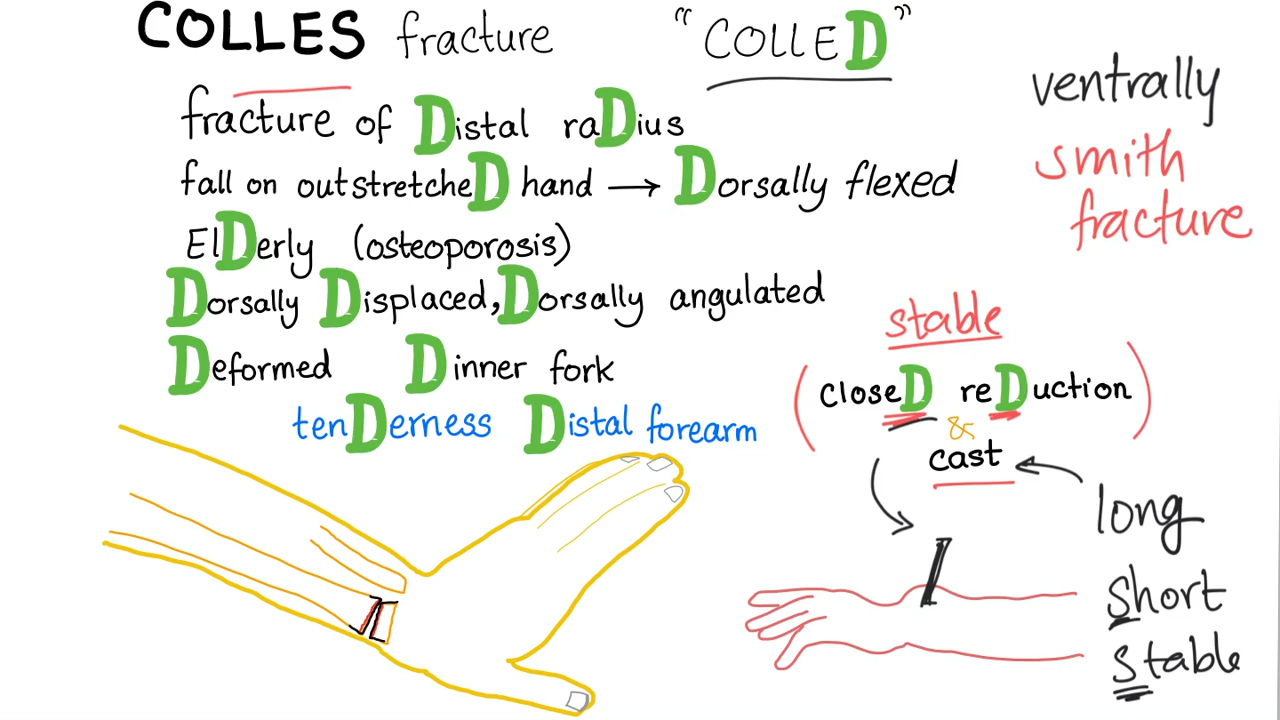 COLLES fracture "COLLED"
fracture of Distal raDius
fall on outstretcheD hand → Dorsally flexed
ElDerly (osteoporosis)
Dorsally Displaced, Dorsally angulated
Deformed Dinner fork
tenDerness Distal forearm
ventrally
smith
fracture
stable
(closeD reDuction)
&
cast
long
short
stable